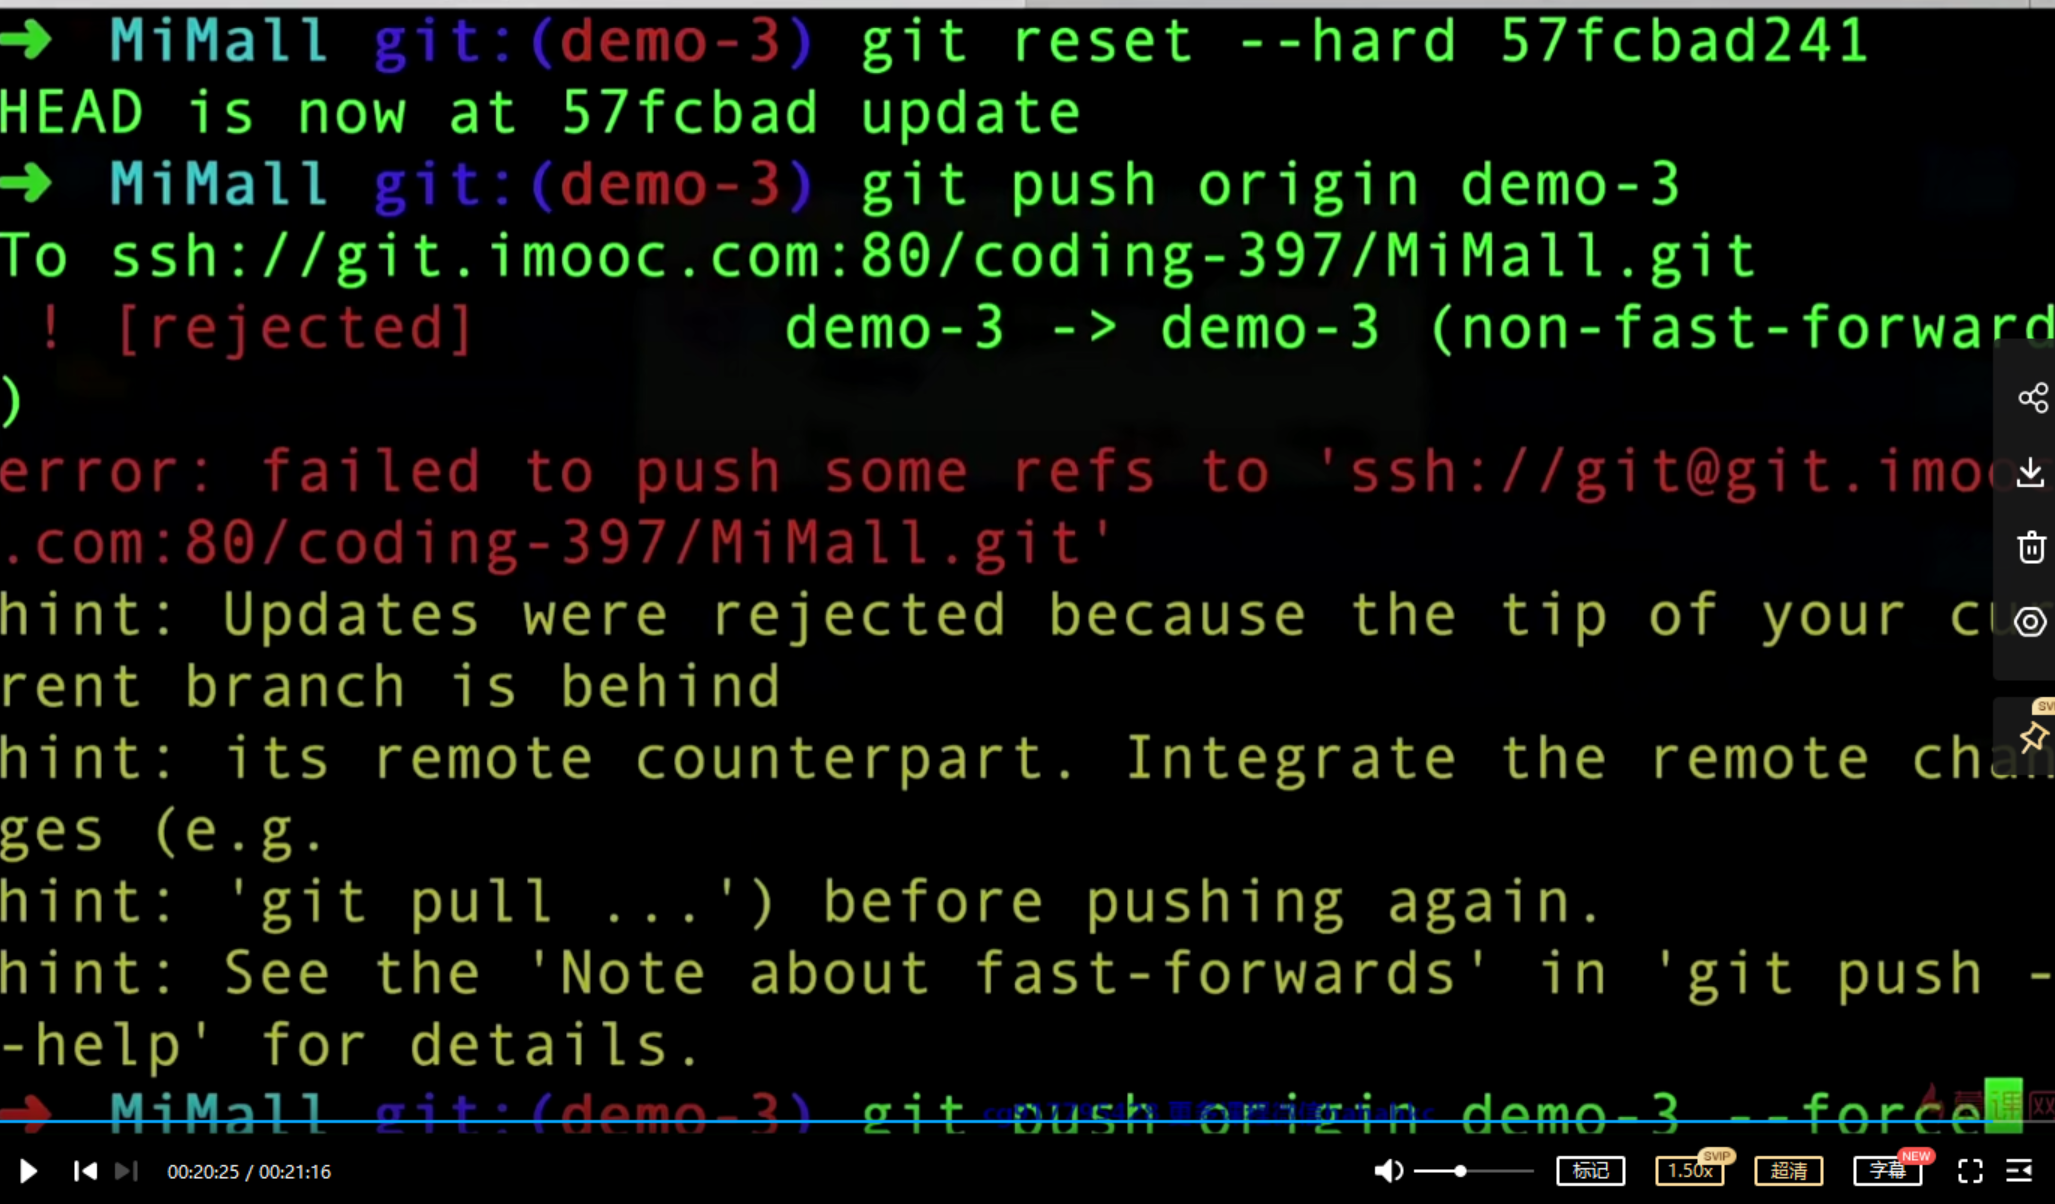 ➜ MiMall git:(demo-3) git reset --hard 57fcbad241
HEAD is now at 57fcbad update
➜ MiMall git:(demo-3) git push origin demo-3
To ssh://git.imooc.com:80/coding-397/MiMall.git
! [rejected] demo-3 -> demo-3 (non-fast-forward
)
error: failed to push some refs to 'ssh://git@git.imoo
.com:80/coding-397/MiMall.git'
hint: Updates were rejected because the tip of your cur
rent branch is behind
hint: its remote counterpart. Integrate the remote chan
ges (e.g.
hint: 'git pull ...') before pushing again.
hint: See the 'Note about fast-forwards' in 'git push -
-help' for details.
➜ MiMall git:(demo-3) git push origin demo-3 --force
慕课网
00:20:25 / 00:21:16
标记
1.50x
SVIP
超清
字幕
NEW